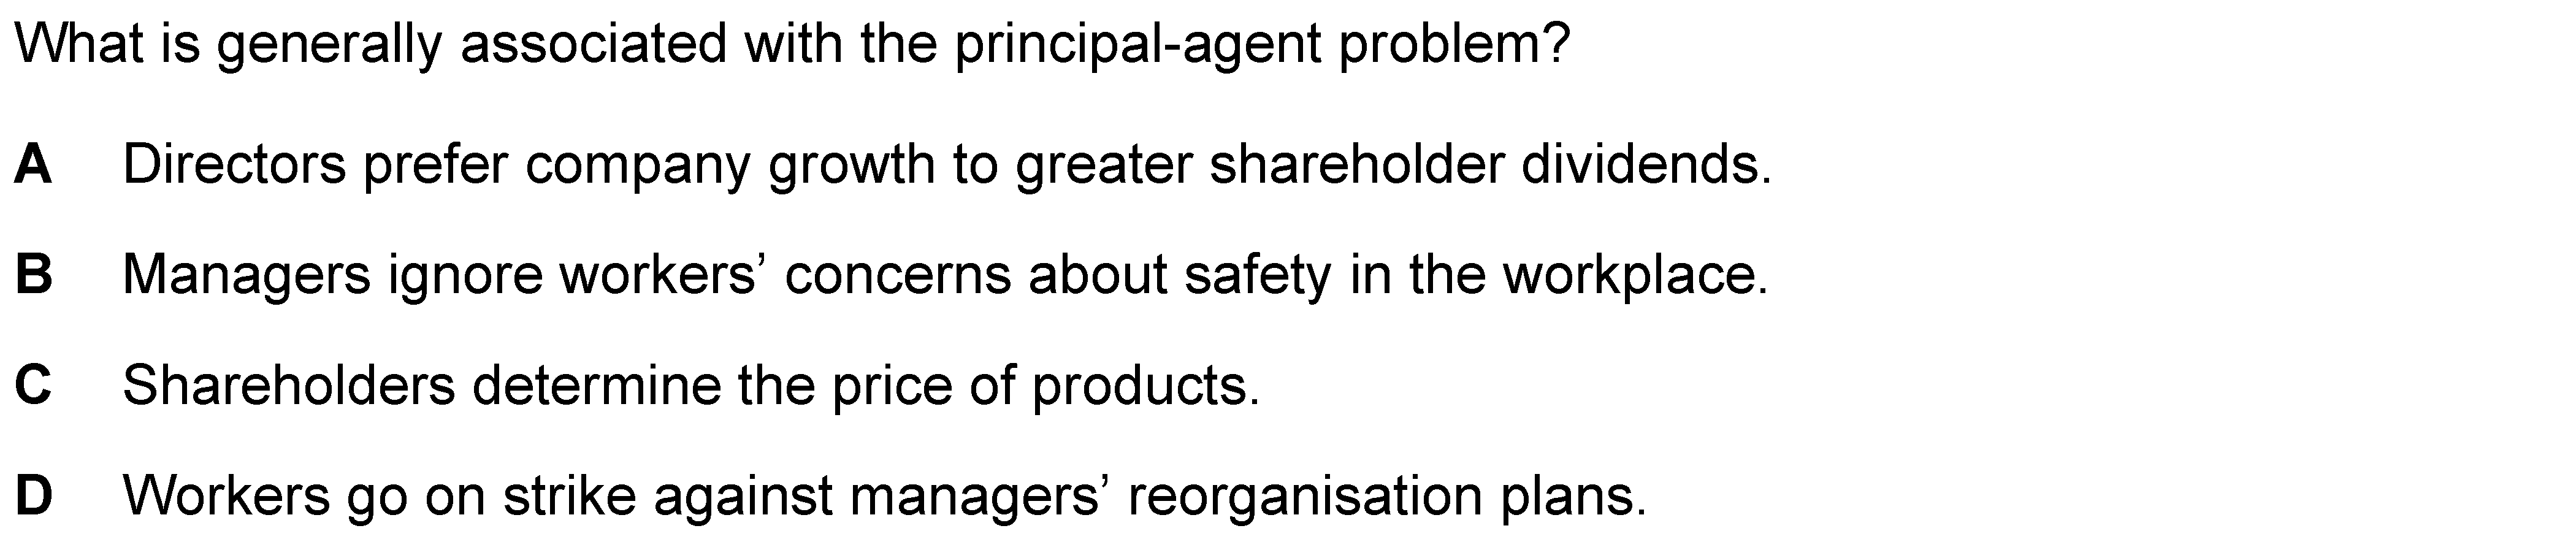 What is generally associated with the principal-agent problem?
A Directors prefer company growth to greater shareholder dividends.
B Managers ignore workers’ concerns about safety in the workplace.
C Shareholders determine the price of products.
D Workers go on strike against managers’ reorganisation plans.